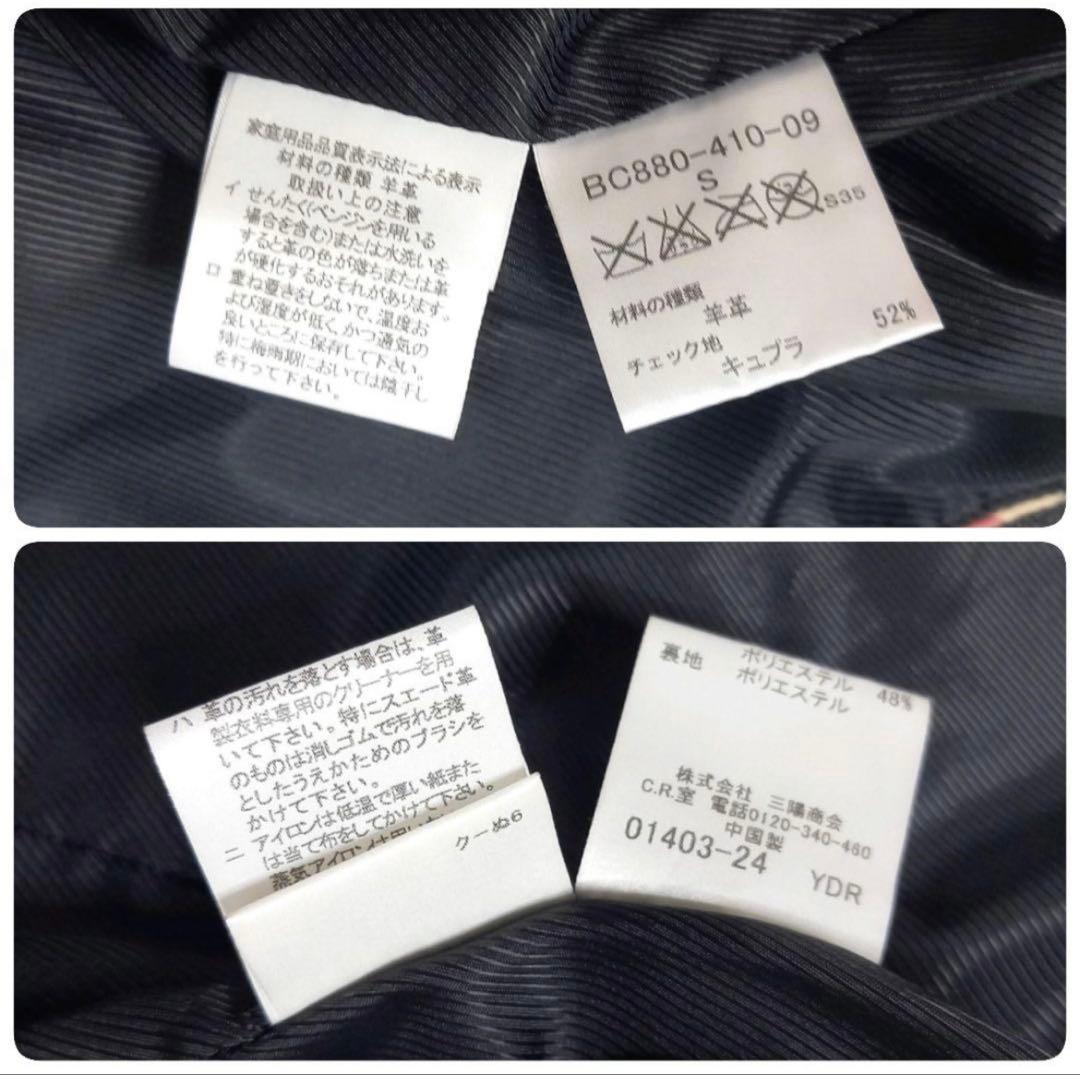 家庭用品品質表示法による表示
材料の種類 羊革
取扱い上の注意
イ せんたく(ベンジンを用いる
場合を含む)または水洗いを
すると革の色が落ちまたは革
が硬化するおそれがあります。
ロ 重ね置きをしないで、温度お
よび湿度が低く、かつ通気の
良いところに保存して下さい。
特に梅雨期においては陰干し
を行って下さい。
BC880-410-09
S
S35
材料の種類
羊革
チェック地
キュプラ 52%
ハ 革の汚れを落とす場合は、革
製衣料専用のクリーナーを用
いて下さい。特にスエード革
のものは消しゴムで汚れを落
としたうえかためのブラシを
かけて下さい。
ニ アイロンは低温で厚い紙また
は当て布をしてかけて下さい。
蒸気アイロンは用い
クーぬ6
ポリエステル 48%
裏地 ポリエステル
株式会社 三陽商会
C.R.室 電話0120-340-460
中国製
01403-24
YDR